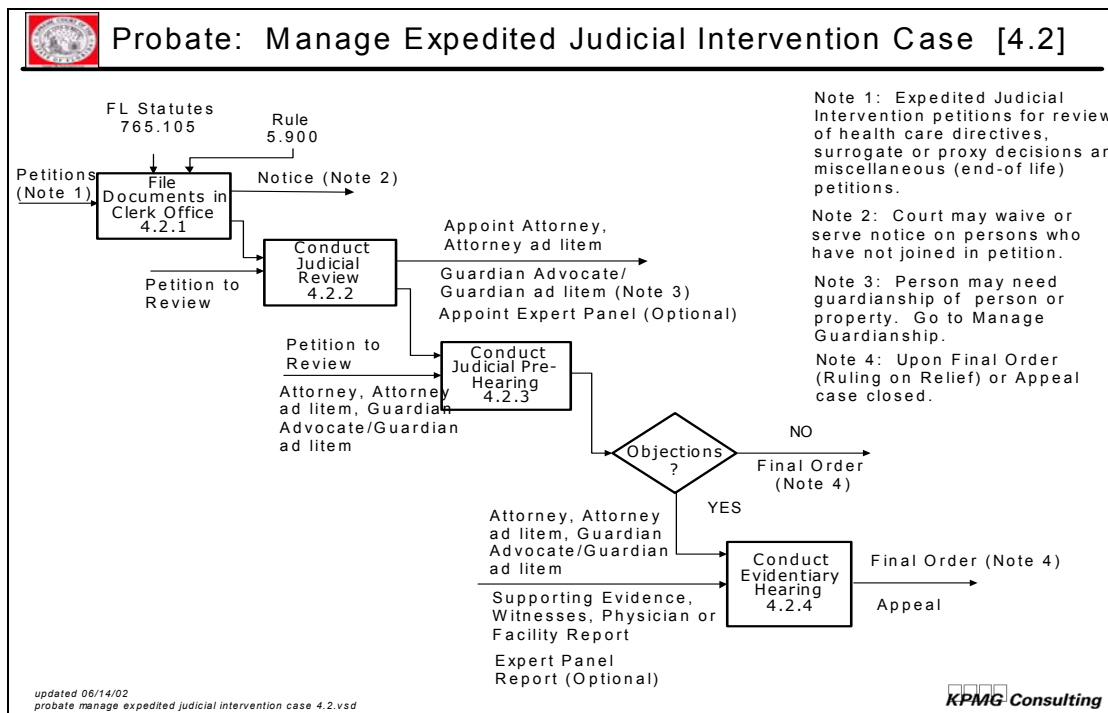 Probate: Manage Expedited Judicial Intervention Case [4.2]
FL Statutes
765.105
Rule
5.900
Petitions
(Note 1)
File
Documents in
Clerk Office
4.2.1
Notice (Note 2)
Petition to
Review
Conduct
Judicial
Review
4.2.2
Appoint Attorney,
Attorney ad litem
Guardian Advocate/
Guardian ad litem (Note 3)
Appoint Expert Panel (Optional)
Petition to
Review
Attorney, Attorney
ad litem, Guardian
Advocate/Guardian
ad litem
Conduct
Judicial Pre-
Hearing
4.2.3
Objections
?
NO
Final Order
(Note 4)
YES
Attorney, Attorney
ad litem, Guardian
Advocate/Guardian
ad litem
Supporting Evidence,
Witnesses, Physician or
Facility Report
Expert Panel
Report (Optional)
Conduct
Evidentiary
Hearing
4.2.4
Final Order (Note 4)
Appeal
Note 1: Expedited Judicial
Intervention petitions for review
of health care directives,
surrogate or proxy decisions an
miscellaneous (end-of life)
petitions.
Note 2: Court may waive or
serve notice on persons who
have not joined in petition.
Note 3: Person may need
guardianship of person or
property. Go to Manage
Guardianship.
Note 4: Upon Final Order
(Ruling on Relief) or Appeal
case closed.
updated 06/14/02
probate manage expedited judicial intervention case 4.2.vsd
KPMG Consulting